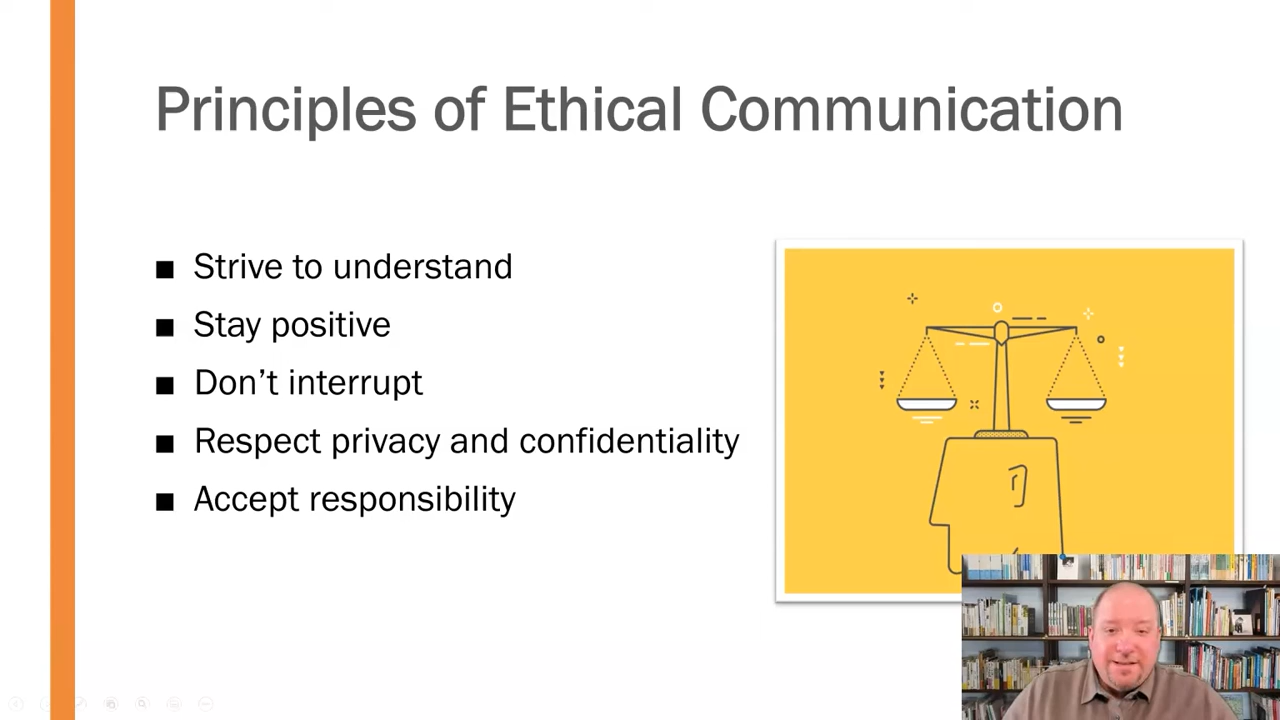 Principles of Ethical Communication
■ Strive to understand
■ Stay positive
■ Don’t interrupt
■ Respect privacy and confidentiality
■ Accept responsibility